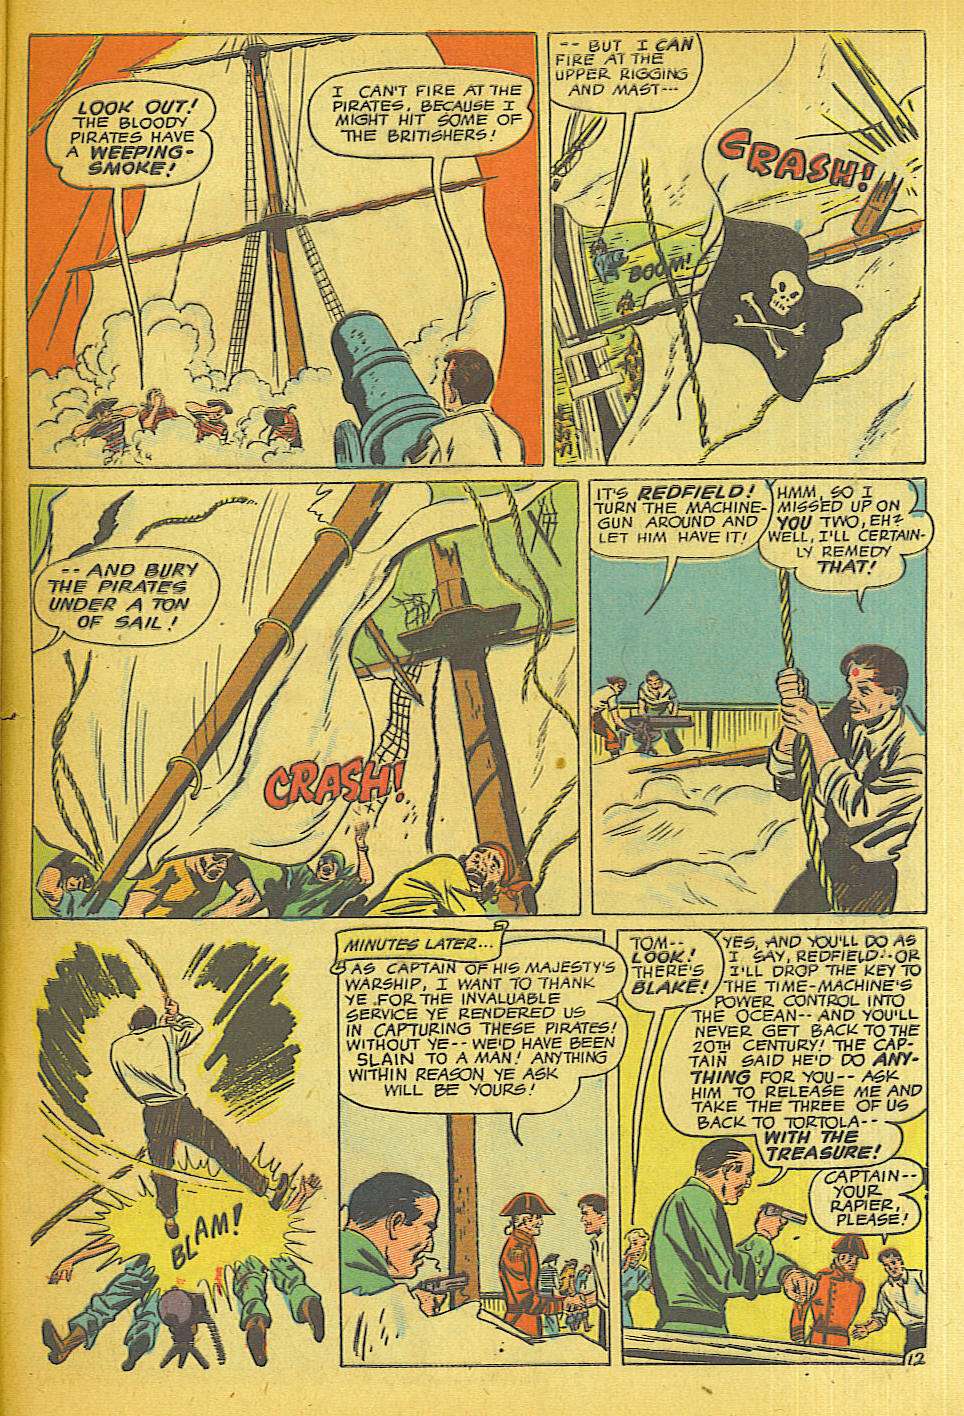 LOOK OUT!
THE BLOODY
PIRATES HAVE
A WEEPING-
SMOKE!
I CAN'T FIRE AT THE
PIRATES, BECAUSE I
MIGHT HIT SOME OF
THE BRITISHERS!
-- BUT I CAN
FIRE AT THE
UPPER RIGGING
AND MAST---
CRASH!
BOOM!
-- AND BURY
THE PIRATES
UNDER A TON
OF SAIL!
CRASH!
IT'S REDFIELD!
TURN THE MACHINE-
GUN AROUND AND
LET HIM HAVE IT!
HMM, SO I
MISSED UP ON
YOU TWO, EH?
WELL, I'LL CERTAIN-
LY REMEDY
THAT!
BLAM!
MINUTES LATER...
AS CAPTAIN OF HIS MAJESTY'S
WARSHIP, I WANT TO THANK
YE FOR THE INVALUABLE
SERVICE YE RENDERED US
IN CAPTURING THESE PIRATES!
WITHOUT YE-- WE'D HAVE BEEN
SLAIN TO A MAN! ANYTHING
WITHIN REASON YE ASK
WILL BE YOURS!
TOM--
LOOK!
THERE'S
BLAKE!
YES, AND YOU'LL DO AS
I SAY, REDFIELD-- OR
I'LL DROP THE KEY TO
THE TIME-MACHINE'S
POWER CONTROL INTO
THE OCEAN-- AND YOU'LL
NEVER GET BACK TO THE
20TH CENTURY! THE CAP-
TAIN SAID HE'D DO ANY-
THING FOR YOU-- ASK
HIM TO RELEASE ME AND
TAKE THE THREE OF US
BACK TO TORTOLA--
WITH THE
TREASURE!
CAPTAIN--
YOUR
RAPIER,
PLEASE!
12